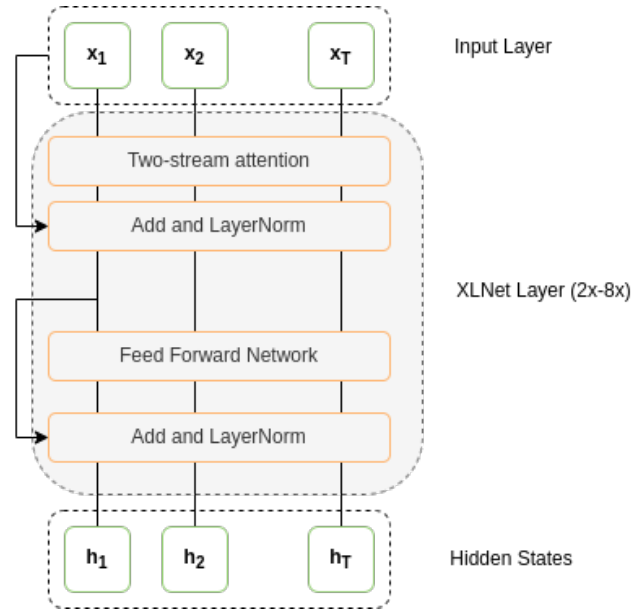 x1 x2 xT
Input Layer
Two-stream attention
Add and LayerNorm
XLNet Layer (2x-8x)
Feed Forward Network
Add and LayerNorm
h1 h2 hT
Hidden States